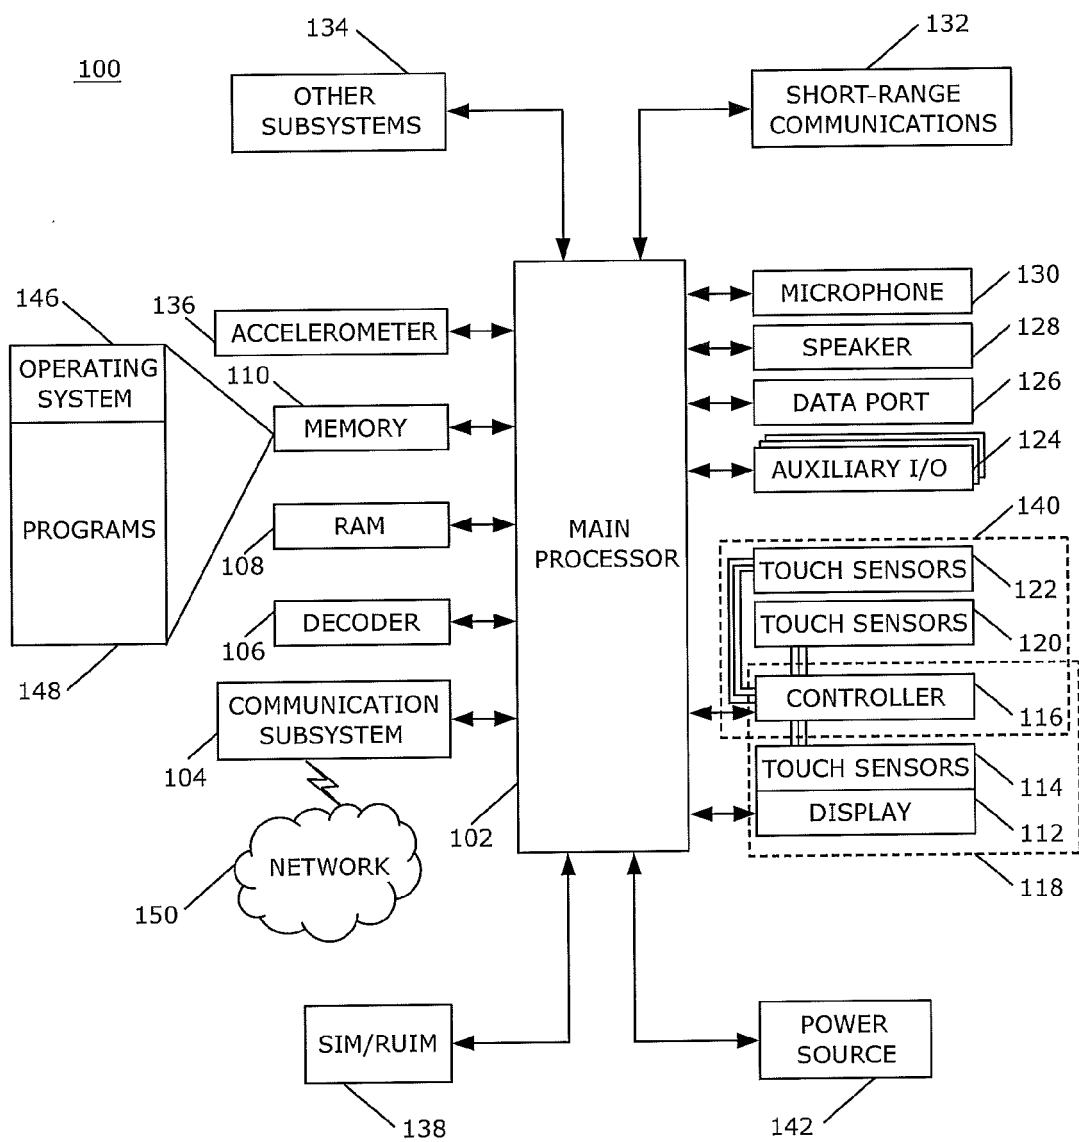 134
132
100
OTHER
SUBSYSTEMS
SHORT-RANGE
COMMUNICATIONS
146
136
ACCELEROMETER
110
OPERATING
SYSTEM
MEMORY
PROGRAMS
RAM
108
DECODER
106
148
COMMUNICATION
SUBSYSTEM
104
NETWORK
150
102
MAIN
PROCESSOR
MICROPHONE
130
SPEAKER
128
DATA PORT
126
AUXILIARY I/O
124
140
TOUCH SENSORS
122
TOUCH SENSORS
120
CONTROLLER
116
TOUCH SENSORS
114
DISPLAY
112
118
SIM/RUIM
138
POWER
SOURCE
142